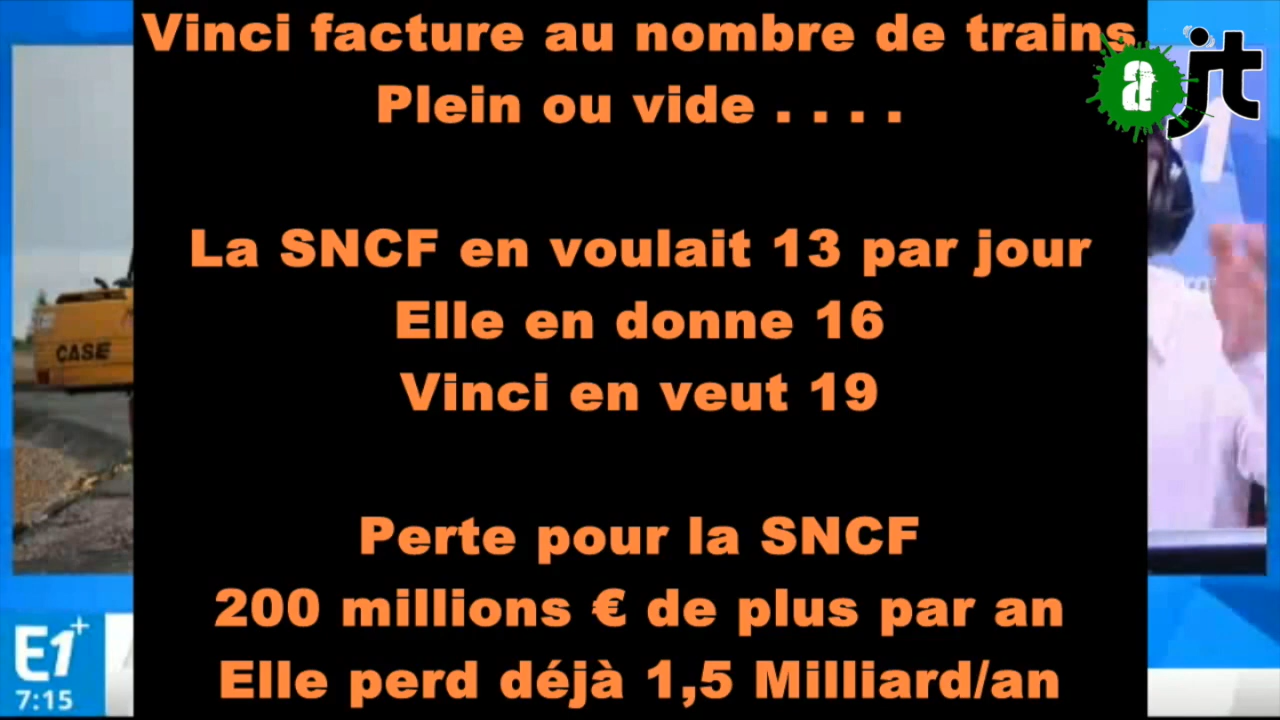 Vinci facture au nombre de trains
Plein ou vide . . . .
a jt
La SNCF en voulait 13 par jour
Elle en donne 16
Vinci en veut 19
CASE
Perte pour la SNCF
200 millions € de plus par an
Elle perd déjà 1,5 Milliard/an
E1+
7:15